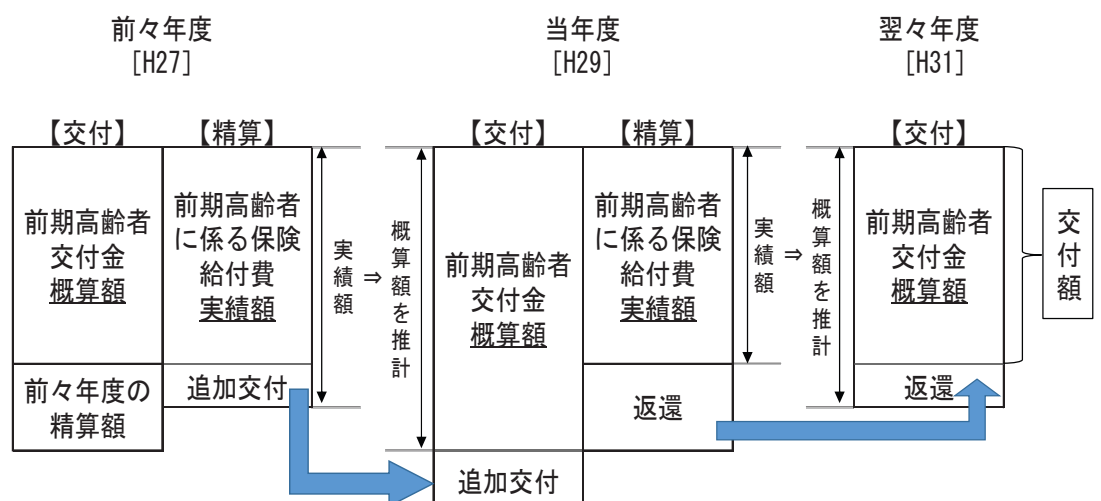 前々年度
[H27]
当年度
[H29]
翌々年度
[H31]
【交付】
【精算】
【交付】
【精算】
【交付】
前期高齢者
交付金
概算額
前々年度の
精算額
前期高齢者
に係る保険
給付費
実績額
追加交付
実績額
⇒
概算額を推計
前期高齢者
交付金
概算額
追加交付
前期高齢者
に係る保険
給付費
実績額
返還
実績額
⇒
概算額を推計
前期高齢者
交付金
概算額
返還
交付額